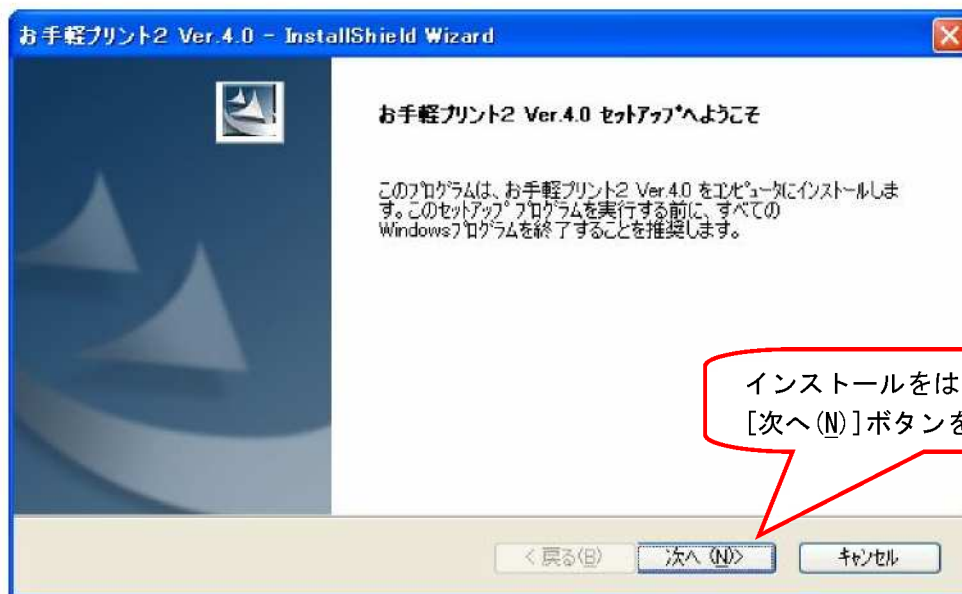 お手軽プリント2 Ver.4.0 - InstallShield Wizard
お手軽プリント2 Ver.4.0 セットアップへようこそ
このプログラムは、お手軽プリント2 Ver.4.0 をコンピュータにインストールしま
す。このセットアップ プログラムを実行する前に、すべての
Windowsプログラムを終了することを推奨します。
インストールをは
[次へ(N)]ボタンを
< 戻る(B)
次へ (N)>
キャンセル